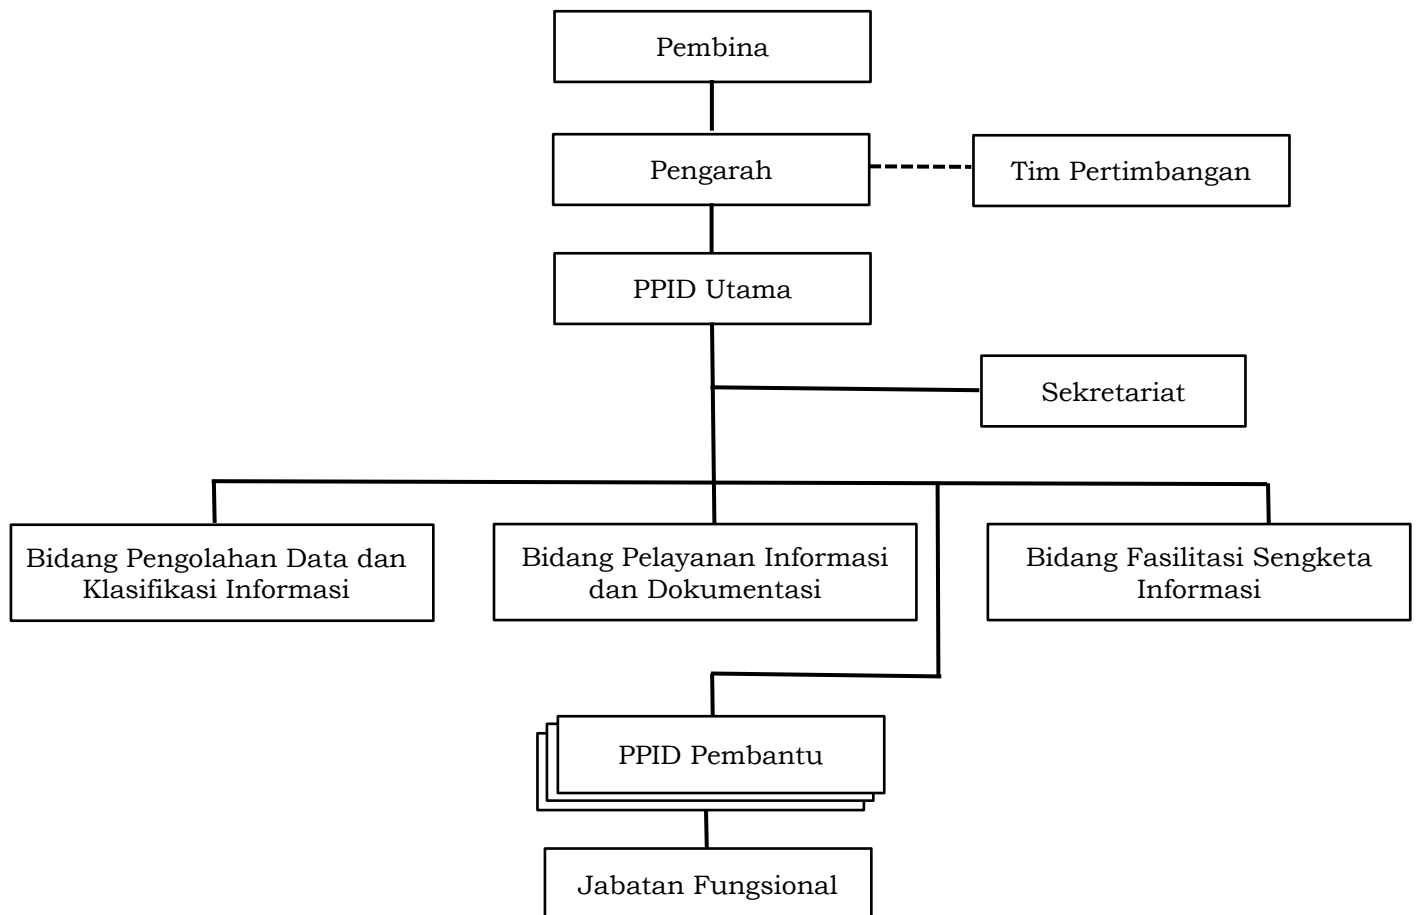 Pembina
Pengarah
Tim Pertimbangan
PPID Utama
Sekretariat
Bidang Pengolahan Data dan
Klasifikasi Informasi
Bidang Pelayanan Informasi
dan Dokumentasi
Bidang Fasilitasi Sengketa
Informasi
PPID Pembantu
Jabatan Fungsional